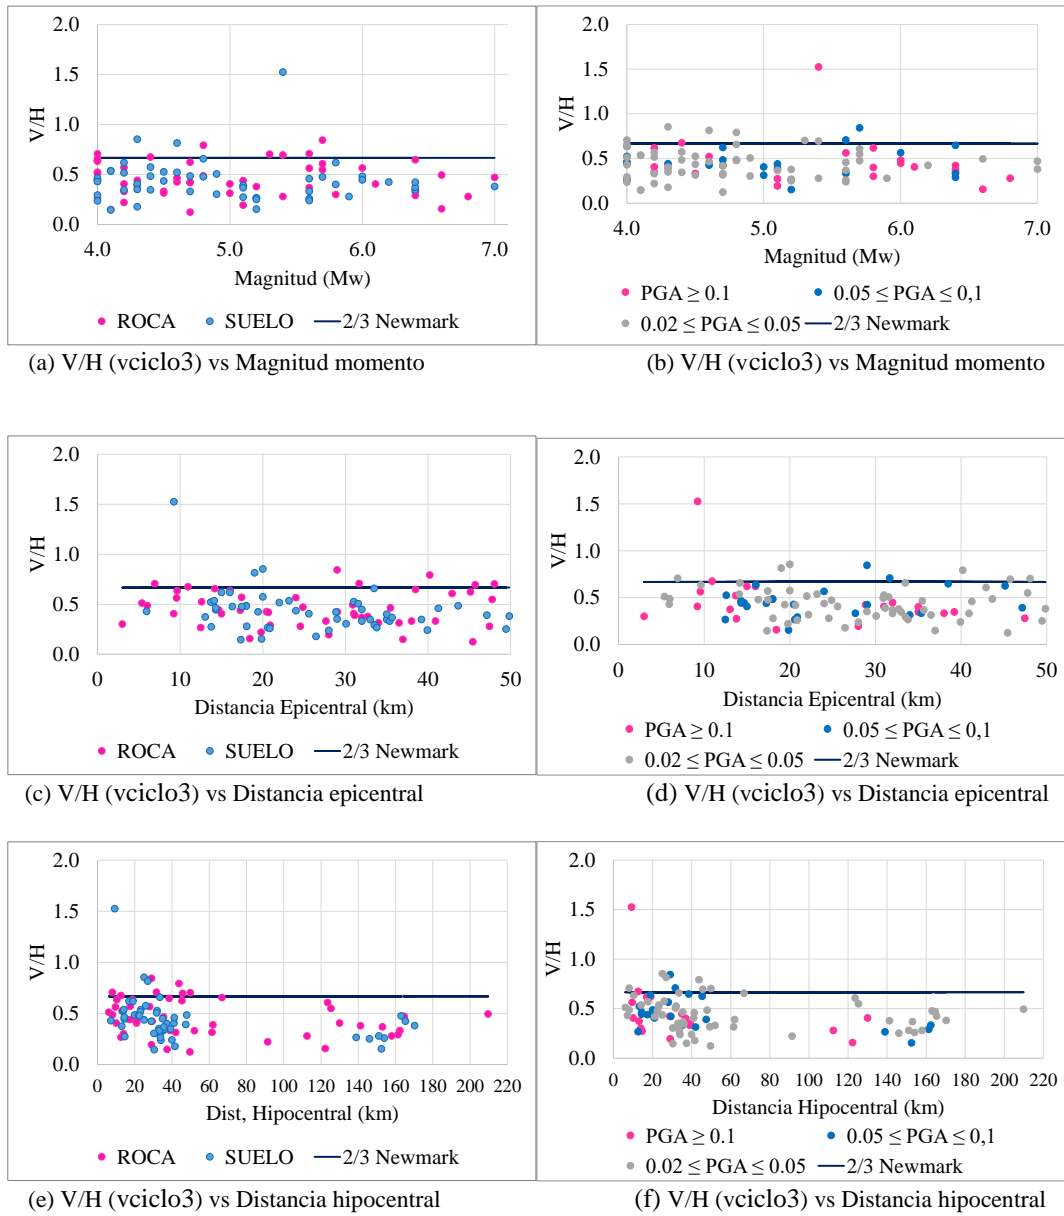 2.0
1.5
1.0
0.5
0.0
V/H
4.0 5.0 6.0 7.0
Magnitud (Mw)
ROCA SUELO 2/3 Newmark
(a) V/H (vciclo3) vs Magnitud momento
2.0
1.5
1.0
0.5
0.0
V/H
4.0 5.0 6.0 7.0
Magnitud (Mw)
PGA ≥ 0.1 0.05 ≤ PGA ≤ 0,1
0.02 ≤ PGA ≤ 0.05 2/3 Newmark
(b) V/H (vciclo3) vs Magnitud momento
2.0
1.5
1.0
0.5
0.0
V/H
0 10 20 30 40 50
Distancia Epicentral (km)
ROCA SUELO 2/3 Newmark
(c) V/H (vciclo3) vs Distancia epicentral
2.0
1.5
1.0
0.5
0.0
V/H
0 10 20 30 40 50
Distancia Epicentral (km)
PGA ≥ 0.1 0.05 ≤ PGA ≤ 0,1
0.02 ≤ PGA ≤ 0.05 2/3 Newmark
(d) V/H (vciclo3) vs Distancia epicentral
2.0
1.5
1.0
0.5
0.0
V/H
0 20 40 60 80 100 120 140 160 180 200 220
Dist, Hipocentral (km)
ROCA SUELO 2/3 Newmark
(e) V/H (vciclo3) vs Distancia hipocentral
2.0
1.5
1.0
0.5
0.0
V/H
0 20 40 60 80 100 120 140 160 180 200 220
Distancia Hipocentral (km)
PGA ≥ 0.1 0.05 ≤ PGA ≤ 0,1
0.02 ≤ PGA ≤ 0.05 2/3 Newmark
(f) V/H (vciclo3) vs Distancia hipocentral